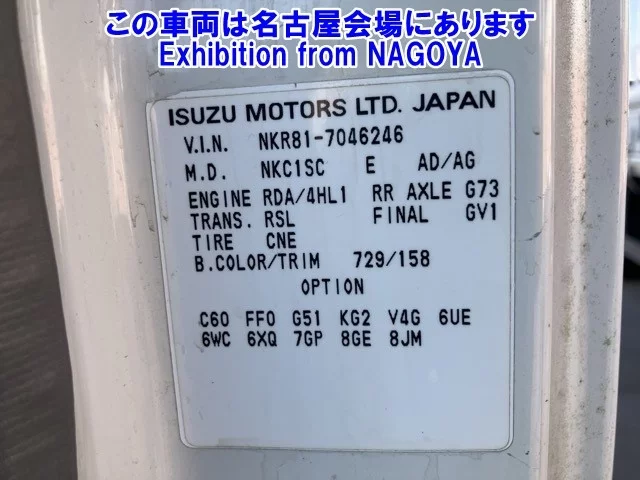 この車両は名古屋会場にあります
Exhibition from NAGOYA
ISUZU MOTORS LTD. JAPAN
V.I.N. NKR81-7046246
M.D. NKC1SC E AD/AG
ENGINE RDA/4HL1 RR AXLE G73
TRANS. RSL FINAL GV1
TIRE CNE
B.COLOR/TRIM 729/158
OPTION
C60 FF0 G51 KG2 V4G 6UE
6WC 6XQ 7GP 8GE 8JM